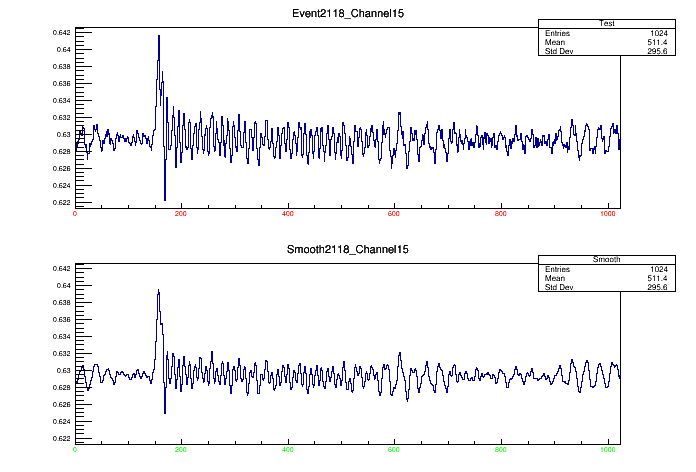 Event2118_Channel15
Test
Entries 1024
Mean 511.4
Std Dev 295.6
0.642
0.64
0.638
0.636
0.634
0.632
0.63
0.628
0.626
0.624
0.622
0 200 400 600 800 1000
Smooth2118_Channel15
Smooth
Entries 1024
Mean 511.4
Std Dev 295.6
0.642
0.64
0.638
0.636
0.634
0.632
0.63
0.628
0.626
0.624
0.622
0 200 400 600 800 1000